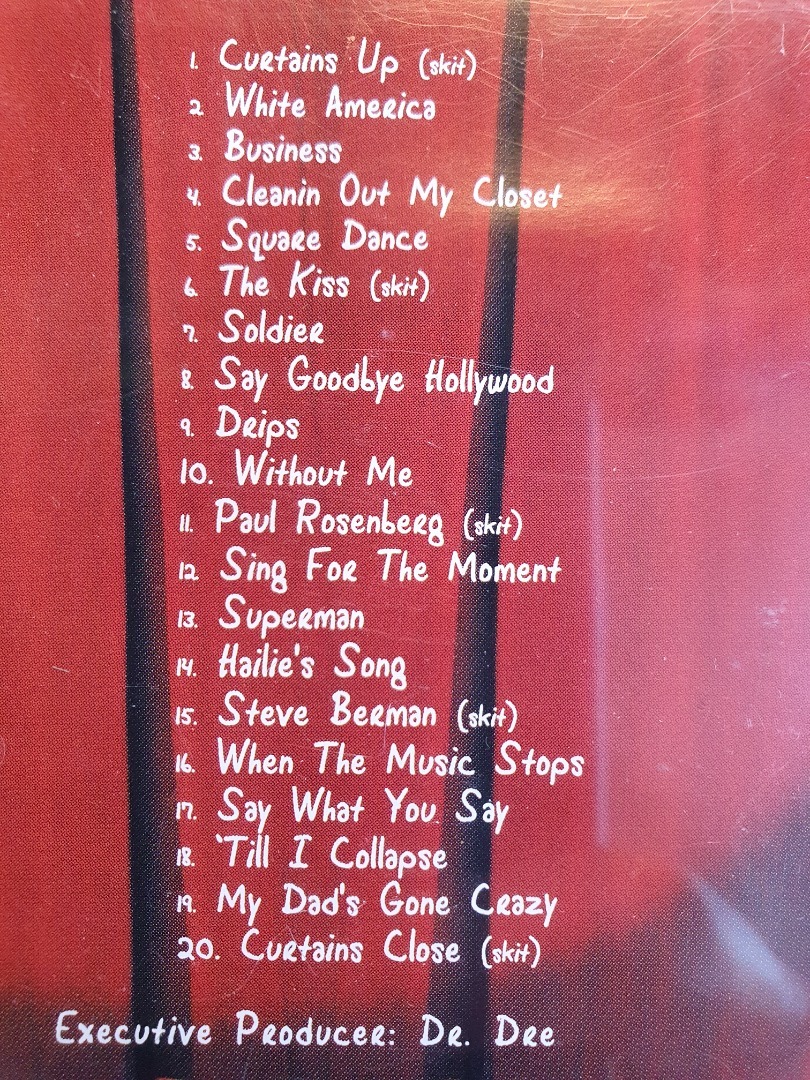 1. Curtains Up (skit)
2. White America
3. Business
4. Cleanin Out My Closet
5. Square Dance
6. The Kiss (skit)
7. Soldier
8. Say Goodbye Hollywood
9. Drips
10. Without Me
11. Paul Rosenberg (skit)
12. Sing For The Moment
13. Superman
14. Hailie's Song
15. Steve Berman (skit)
16. When The Music Stops
17. Say What You Say
18. 'Till I Collapse
19. My Dad's Gone Crazy
20. Curtains Close (skit)
Executive Producer: Dr. Dre